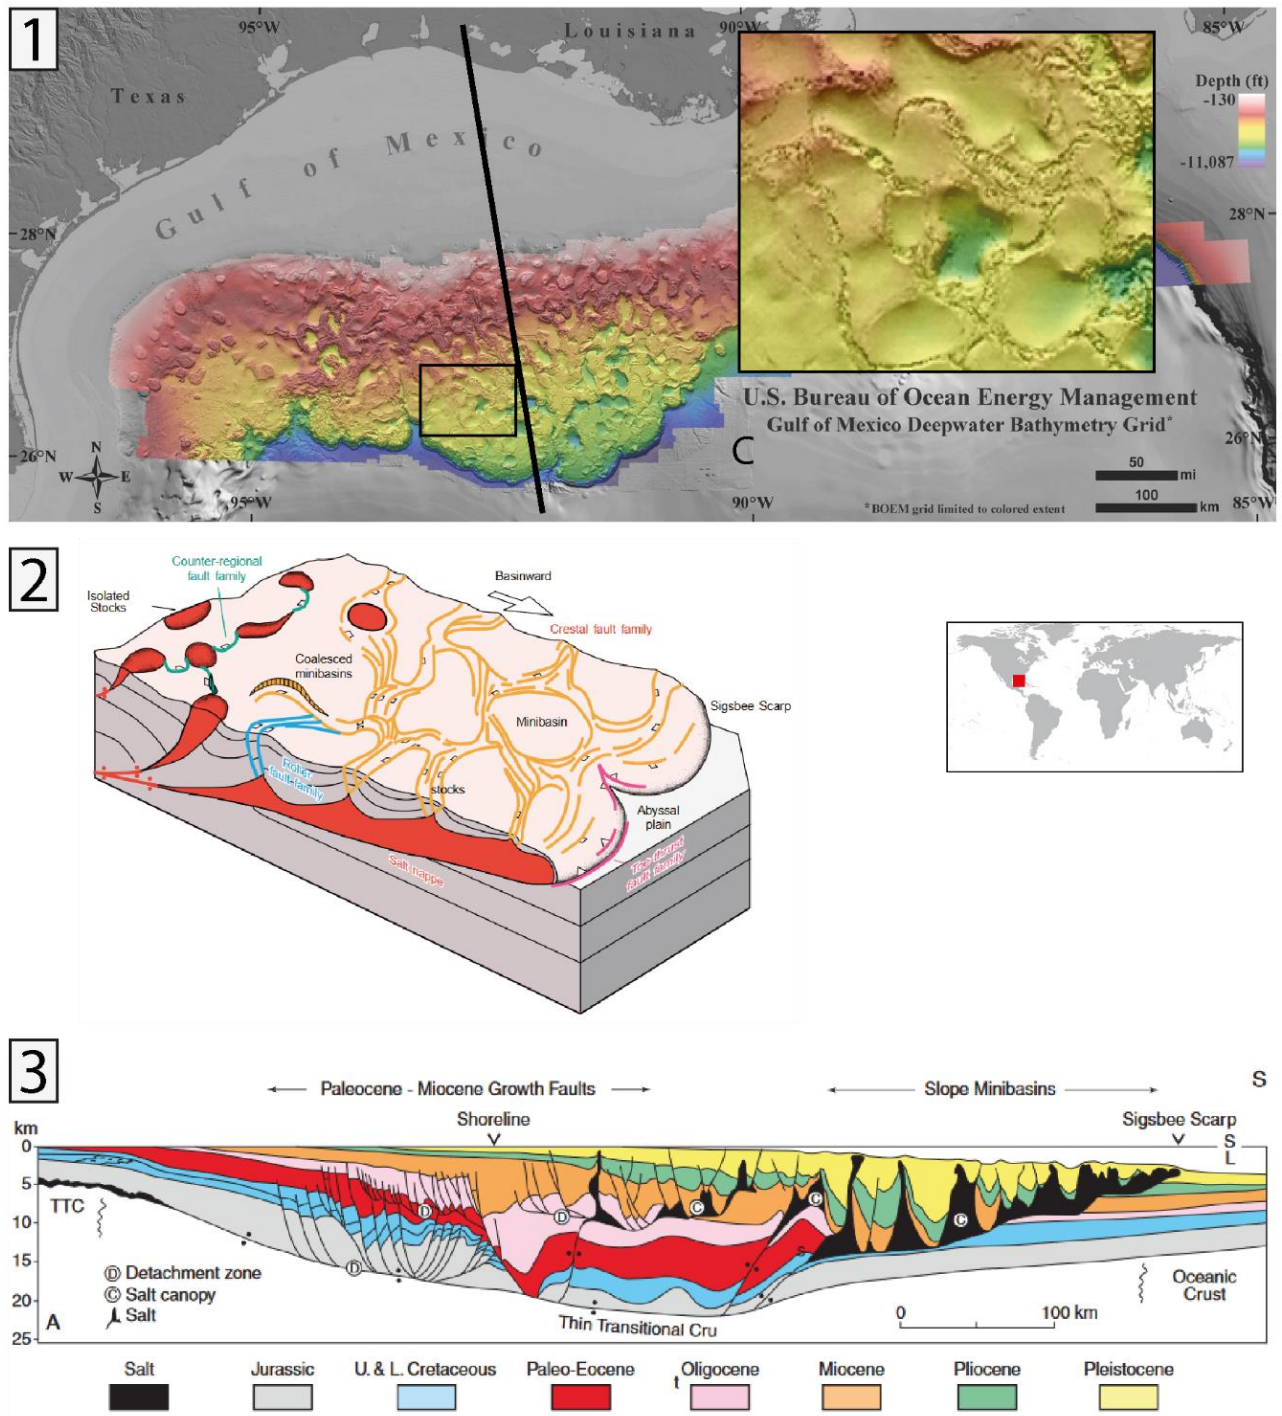 1
95°W
Louisiana
90°W
85°W
Texas
Depth (ft)
-130
-11,087
Gulf of Mexico
28°N
28°N
U.S. Bureau of Ocean Energy Management
Gulf of Mexico Deepwater Bathymetry Grid*
C
26°N
N
W E
S
26°N
50
mi
100
km
95°W
90°W
*BOEM grid limited to colored extent
85°W
2
Counter-regional
fault family
Isolated
Stocks
Basinward
Crestal fault family
Coalesced
minibasins
Minibasin
Sigsbee Scarp
Roller
fault family
stocks
Abyssal
plain
Salt nappe
Toe-thrust
fault family
3
Paleocene - Miocene Growth Faults
Slope Minibasins
S
Shoreline
Sigsbee Scarp
km
0
S
L
5
TTC
C
D
C
D
C
10
15
D
S
D Detachment zone
C Salt canopy
Salt
Oceanic
Crust
20
A
0 100 km
Thin Transitional Cru
25
Salt
Jurassic
U. & L. Cretaceous
Paleo-Eocene
t
Oligocene
Miocene
Pliocene
Pleistocene